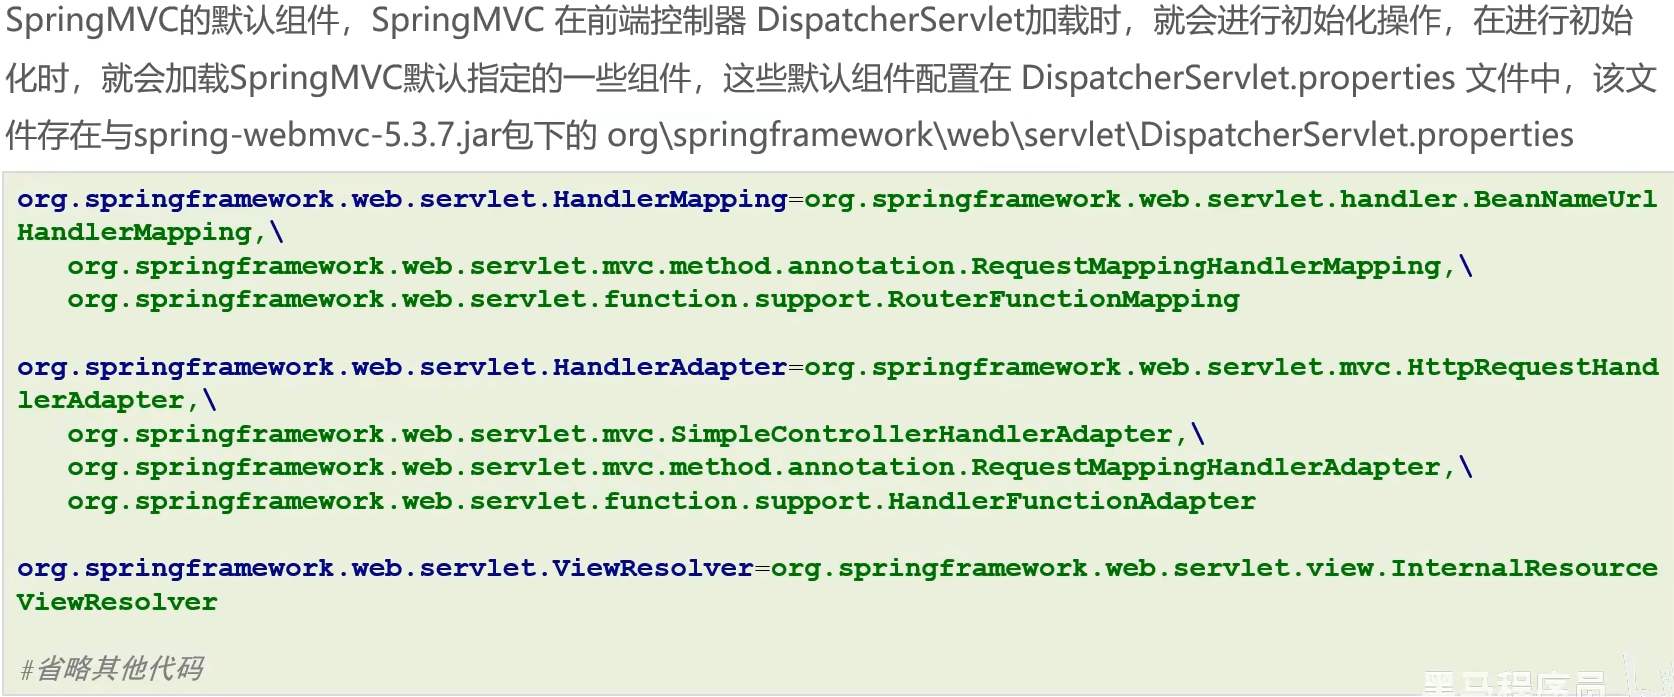 SpringMVC的默认组件，SpringMVC 在前端控制器 DispatcherServlet加载时，就会进行初始化操作，在进行初始
化时，就会加载SpringMVC默认指定的一些组件，这些默认组件配置在 DispatcherServlet.properties 文件中，该文
件存在与spring-webmvc-5.3.7.jar包下的 org\springframework\web\servlet\DispatcherServlet.properties
org.springframework.web.servlet.HandlerMapping=org.springframework.web.servlet.handler.BeanNameUrl
HandlerMapping,\
org.springframework.web.servlet.mvc.method.annotation.RequestMappingHandlerMapping,\
org.springframework.web.servlet.function.support.RouterFunctionMapping
org.springframework.web.servlet.HandlerAdapter=org.springframework.web.servlet.mvc.HttpRequestHand
lerAdapter,\
org.springframework.web.servlet.mvc.SimpleControllerHandlerAdapter,\
org.springframework.web.servlet.mvc.method.annotation.RequestMappingHandlerAdapter,\
org.springframework.web.servlet.function.support.HandlerFunctionAdapter
org.springframework.web.servlet.ViewResolver=org.springframework.web.servlet.view.InternalResource
ViewResolver
#省略其他代码
黑马程序员